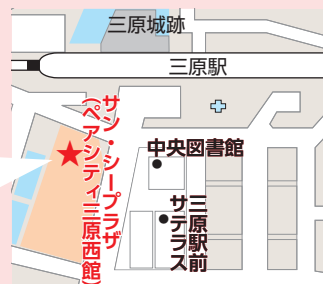 三原城跡
三原駅
サン・シープラザ
(ペアシティ三原西館)
中央図書館
三原駅前
サテラス